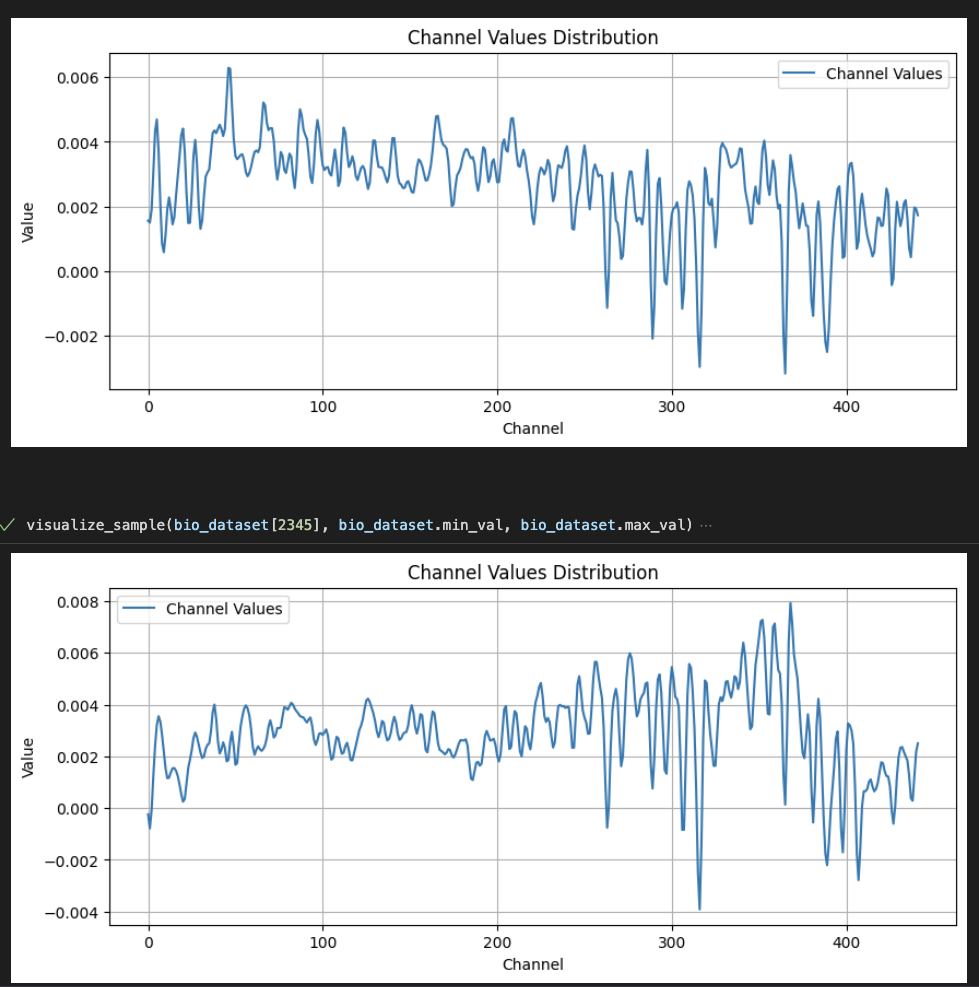 Channel Values Distribution
Channel Values
0.006
0.004
0.002
0.000
−0.002
Value
0 100 200 300 400
Channel
visualize_sample(bio_dataset[2345], bio_dataset.min_val, bio_dataset.max_val) ···
Channel Values Distribution
Channel Values
0.008
0.006
0.004
0.002
0.000
−0.002
−0.004
Value
0 100 200 300 400
Channel